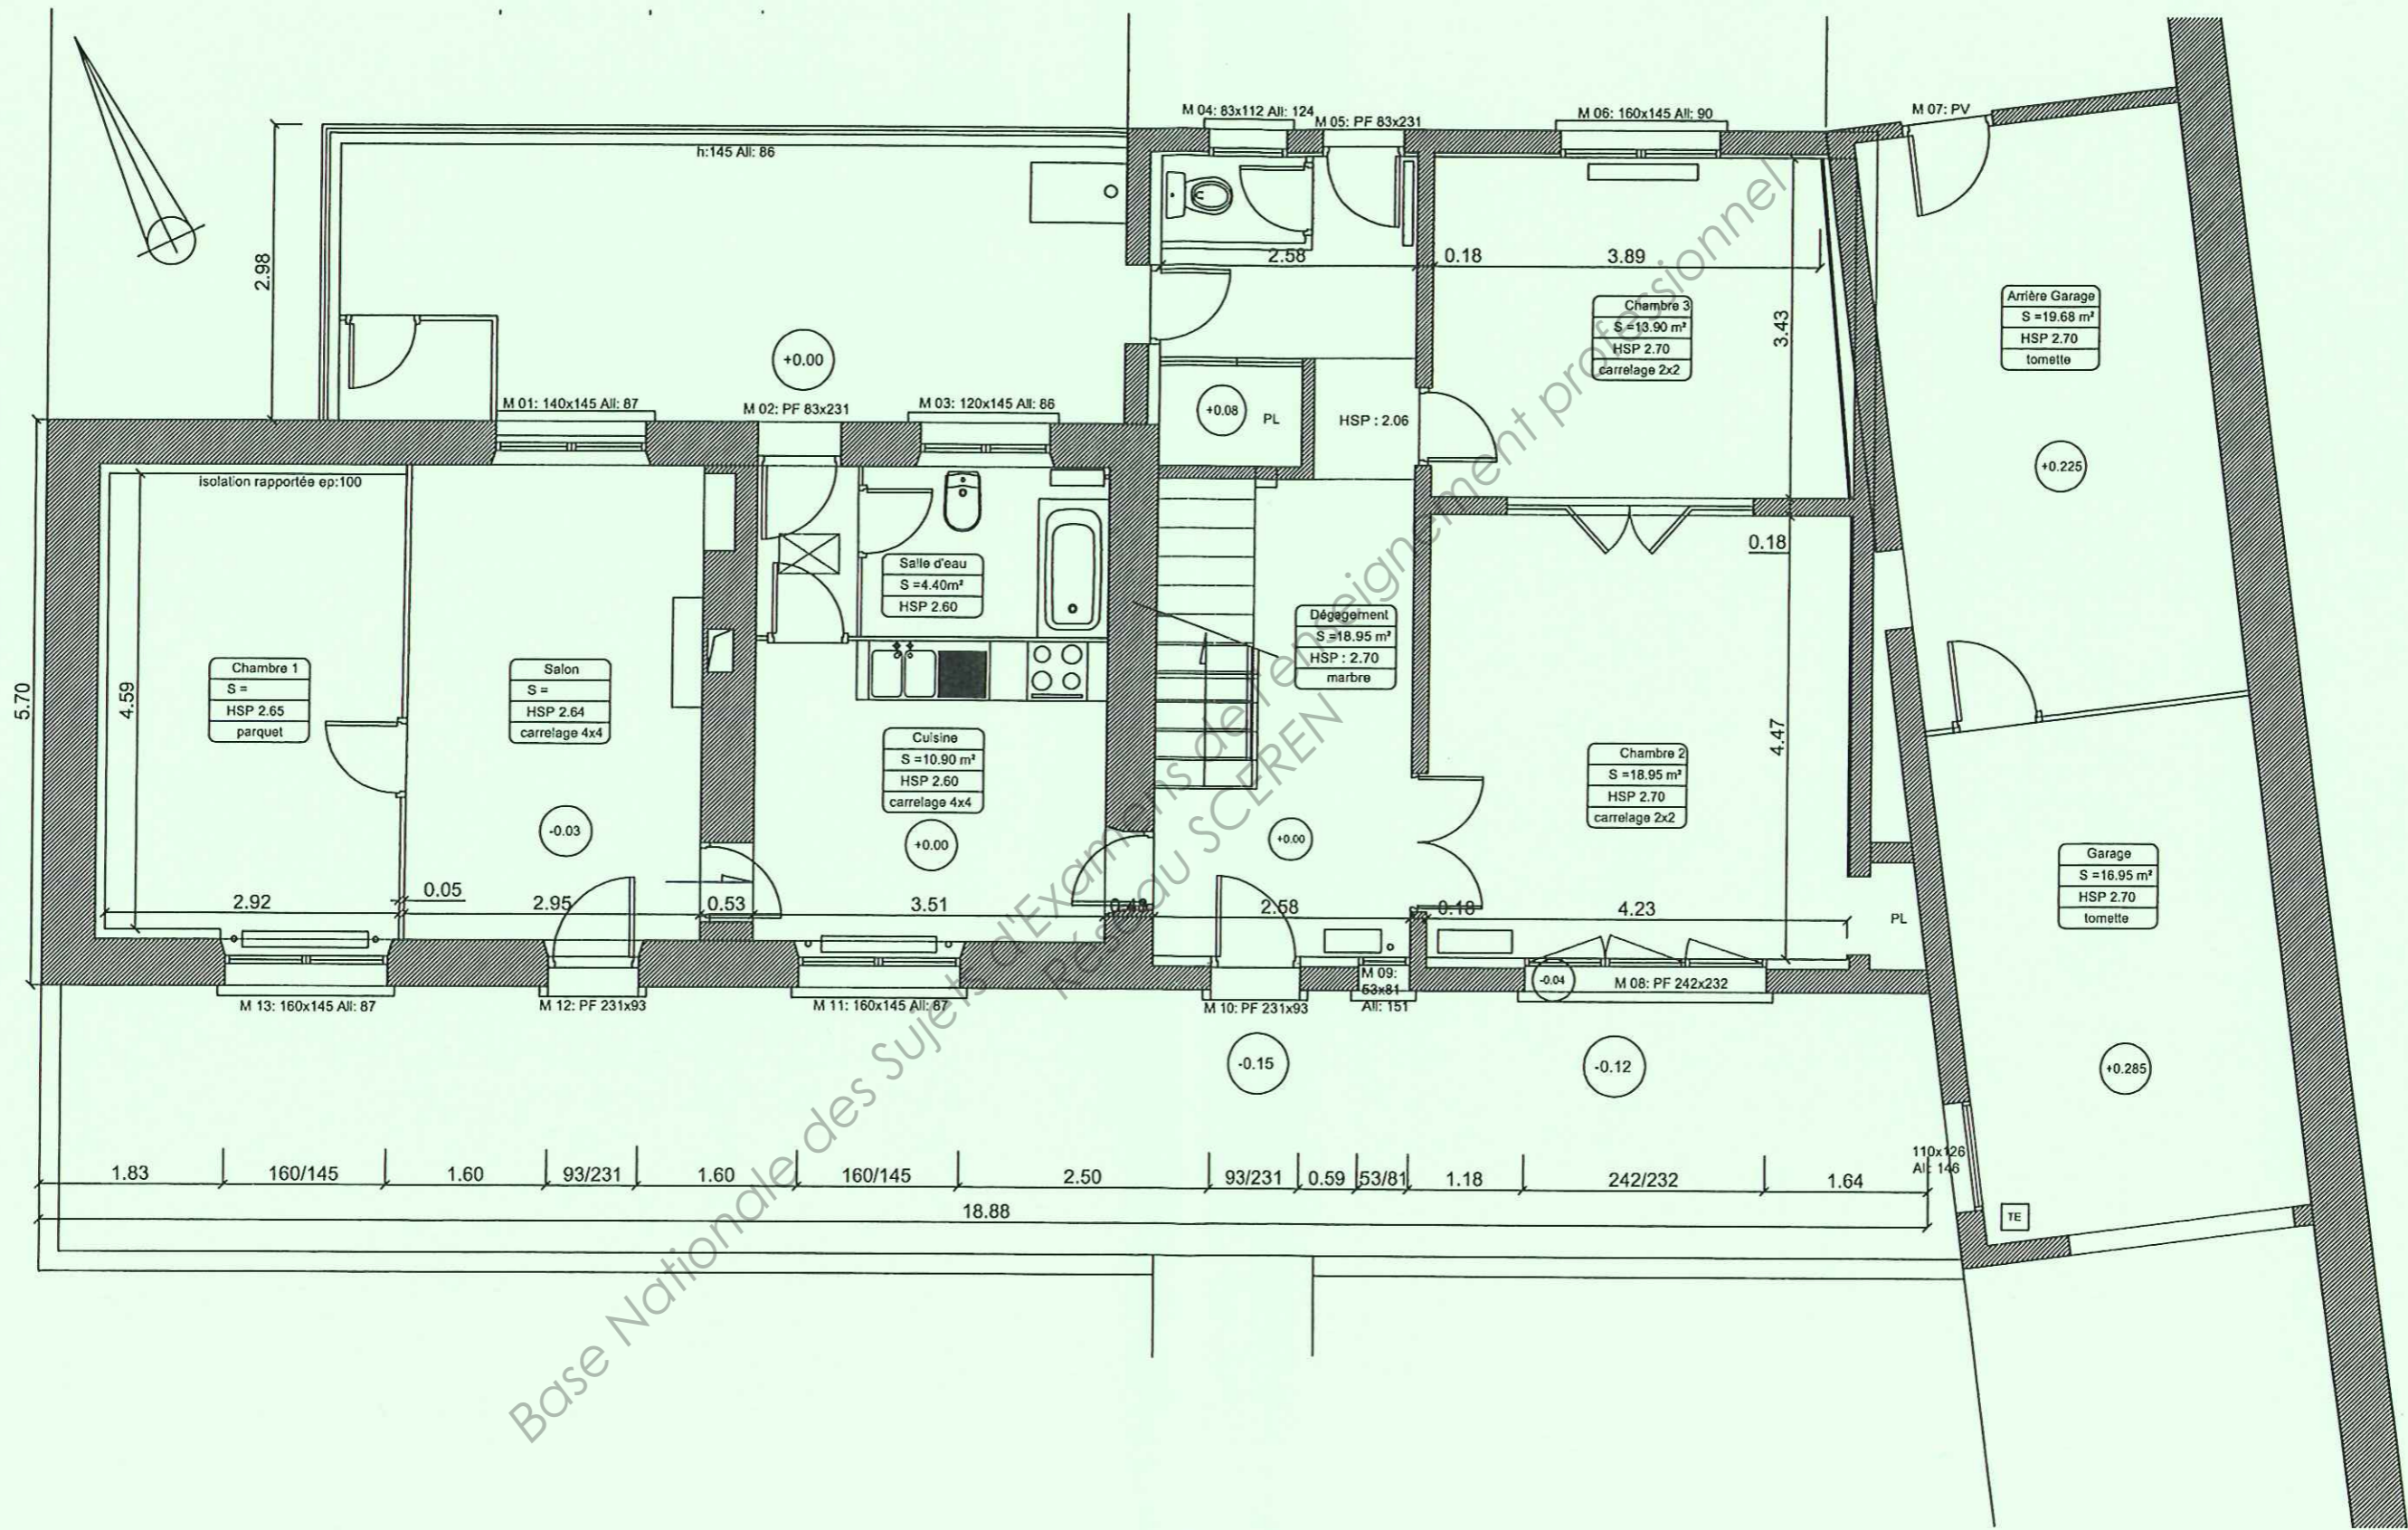 M 04: 83x112 All: 124
M 05: PF 83x231
M 06: 160x145 All: 90
M 07: PV
h:145 All: 86
2.98
2.58
0.18
3.89
Chambre 3
S =13.90 m²
HSP 2.70
carrelage 2x2
3.43
Arrière Garage
S =19.68 m²
HSP 2.70
tomette
+0.225
+0.00
M 01: 140x145 All: 87
M 02: PF 83x231
M 03: 120x145 All: 86
+0.08
PL
HSP : 2.06
isolation rapportée ep:100
0.18
Salle d'eau
S =4.40m²
HSP 2.60
Dégagement
S =18.95 m²
HSP : 2.70
marbre
5.70
4.59
Chambre 1
S =
HSP 2.65
parquet
Salon
S =
HSP 2.64
carrelage 4x4
Cuisine
S =10.90 m²
HSP 2.60
carrelage 4x4
Chambre 2
S =18.95 m²
HSP 2.70
carrelage 2x2
4.47
-0.03
+0.00
+0.00
Garage
S =16.95 m²
HSP 2.70
tomette
2.92
0.05
2.95
0.53
3.51
2.58
0.18
4.23
PL
M 13: 160x145 All: 87
M 12: PF 231x93
M 11: 160x145 All: 87
M 10: PF 231x93
M 09:
53x81
All: 151
-0.04
M 08: PF 242x232
-0.15
-0.12
+0.285
110x126
All: 146
1.83
160/145
1.60
93/231
1.60
160/145
2.50
93/231
0.59
53/81
1.18
242/232
1.64
18.88
TE
Base Nationale des Sujets d'Examens de l'enseignement professionnel
Réseau SCEREN